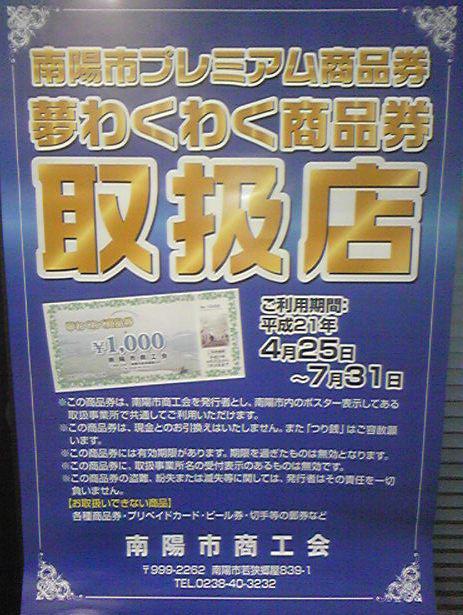 南陽市プレミアム商品券
夢わくわく商品券
取扱店
夢わくわく商品券
¥1,000
南陽市商工会
ご利用期間:
平成21年
4月25日
～7月31日
※この商品券は、南陽市商工会を発行者とし、南陽市内のポスター表示してある
取扱事業所で共通してご利用いただけます。
※この商品券は、現金とのお引換えはいたしません。また「つり銭」はご容赦願
います。
※この商品券には有効期限があります。期限を過ぎたものは無効となります。
※この商品券に、取扱事業所名の受付表示のあるものは無効です。
※この商品券の盗難、紛失または滅失等に関しては、発行者はその責任を一切
負いません。
【お取扱いできない商品】
各種商品券・プリペイドカード・ビール券・切手等の郵券など
南陽市商工会
〒999-2262 南陽市若狭郷屋839-1
TEL.0238-40-3232